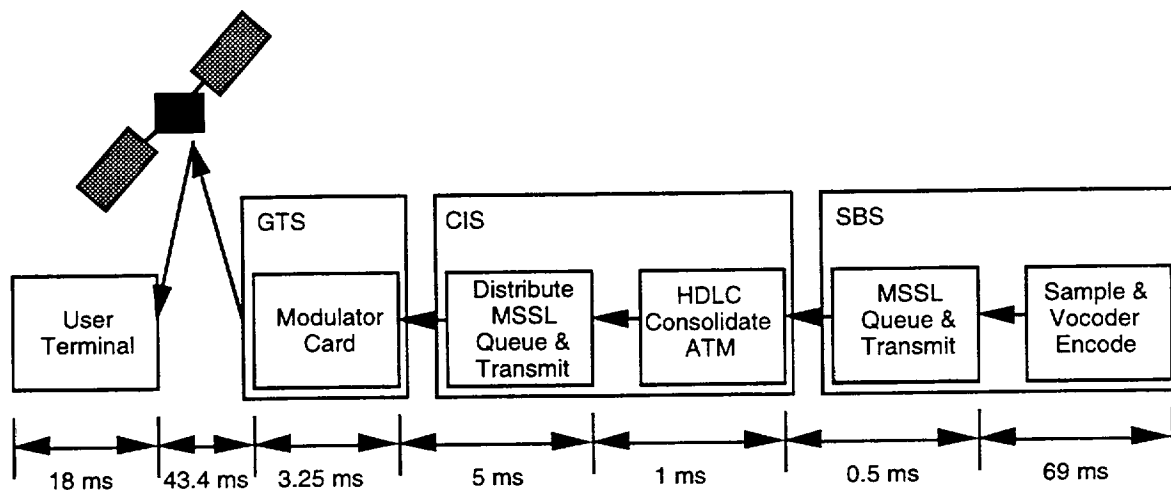 GTS
CIS
SBS
User
Terminal
Modulator
Card
Distribute
MSSL
Queue &
Transmit
HDLC
Consolidate
ATM
MSSL
Queue &
Transmit
Sample &
Vocoder
Encode
18 ms
43.4 ms
3.25 ms
5 ms
1 ms
0.5 ms
69 ms